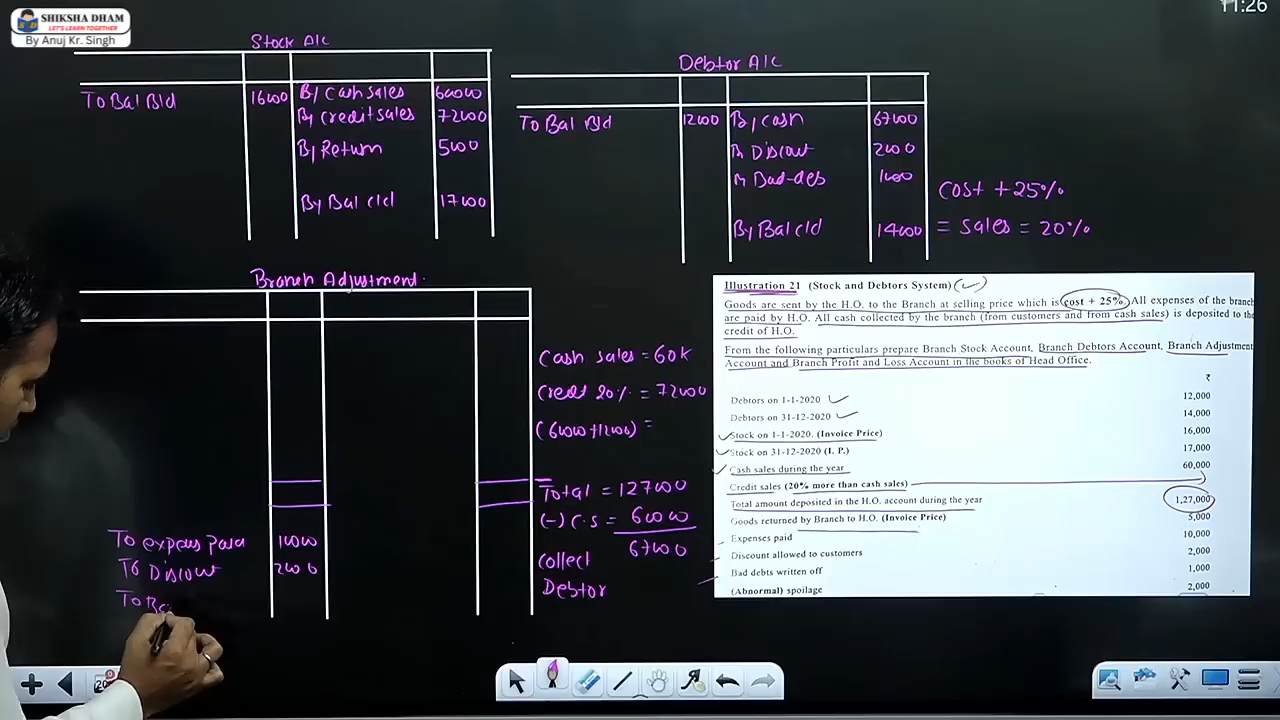 11:26
SHIKSHA DHAM
LET'S LEARN TOGETHER
By Anuj Kr. Singh
Stock A/c
To Bal B/d 16000 By Cash sales 60000
By credit sales 72000
By Return 5000
By Bal c/d 17000
Debtor A/c
To Bal B/d 12000 By cash 67000
By Discout 2000
By Bad-deb 1000
By Bal c/d 14000
Cost +25%
= Sales = 20%
Branch Adjustment
To expens paid 10000
To Discout 2000
To Ba
Cash sales = 60k
Credit 20% = 72000
(60000+12000) =
Total = 127000
(-) C.S = 60000
67000
collect
Debtor
Illustration 21 (Stock and Debtors System)
Goods are sent by the H.O. to the Branch at selling price which is cost + 25%. All expenses of the branch
are paid by H.O. All cash collected by the branch (from customers and from cash sales) is deposited to the
credit of H.O.
From the following particulars prepare Branch Stock Account, Branch Debtors Account, Branch Adjustment
Account and Branch Profit and Loss Account in the books of Head Office.
₹
Debtors on 1-1-2020 12,000
Debtors on 31-12-2020 14,000
Stock on 1-1-2020. (Invoice Price) 16,000
Stock on 31-12-2020 (I. P.) 17,000
Cash sales during the year 60,000
Credit sales (20% more than cash sales)
Total amount deposited in the H.O. account during the year 1,27,000
Goods returned by Branch to H.O. (Invoice Price) 5,000
Expenses paid 10,000
Discount allowed to customers 2,000
Bad debts written off 1,000
(Abnormal) spoilage 2,000